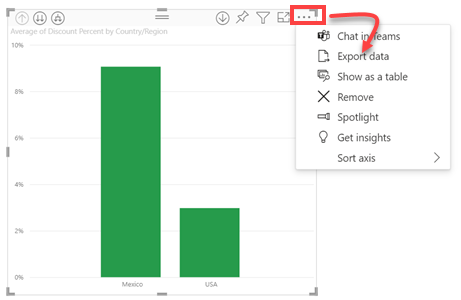 Average of Discount Percent by Country/Region
10%
8%
6%
4%
2%
0%
Mexico
USA
Chat in Teams
Export data
Show as a table
Remove
Spotlight
Get insights
Sort axis